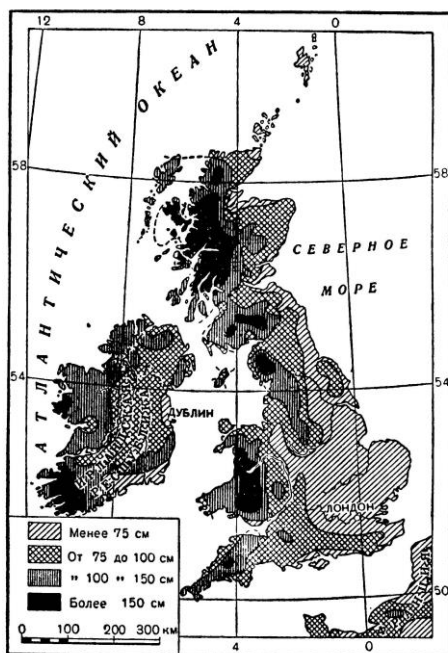 12 8 4 0
АТЛАНТИЧЕСКИЙ ОКЕАН
58 58
СЕВЕРНОЕ
МОРЕ
54 54
ДУБЛИН
ЛОНДОН
Менее 75 см
От 75 до 100 см
" 100 " 150 см
Более 150 см
0 100 200 300 км
50
4 0